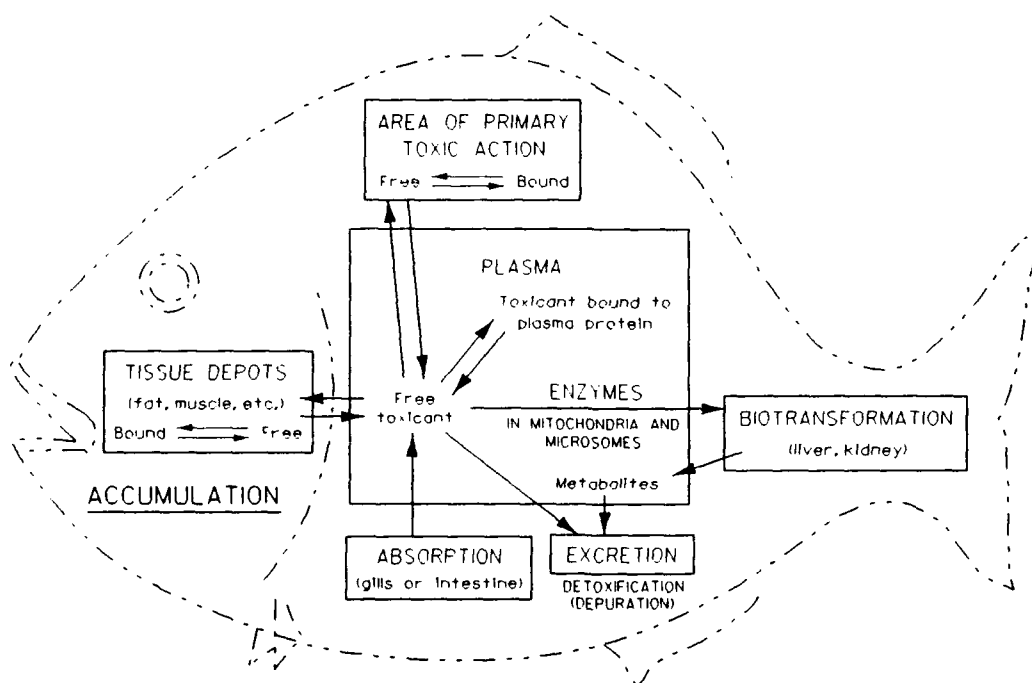 AREA OF PRIMARY
TOXIC ACTION
Free Bound
PLASMA
Toxicant bound to
plasma protein
TISSUE DEPOTS
(fat, muscle, etc.)
Bound Free
ACCUMULATION
Free
toxicant
ENZYMES
IN MITOCHONDRIA AND
MICROSOMES
BIOTRANSFORMATION
(liver, kidney)
Metabolites
ABSORPTION
(gills or intestine)
EXCRETION
DETOXIFICATION
(DEPURATION)